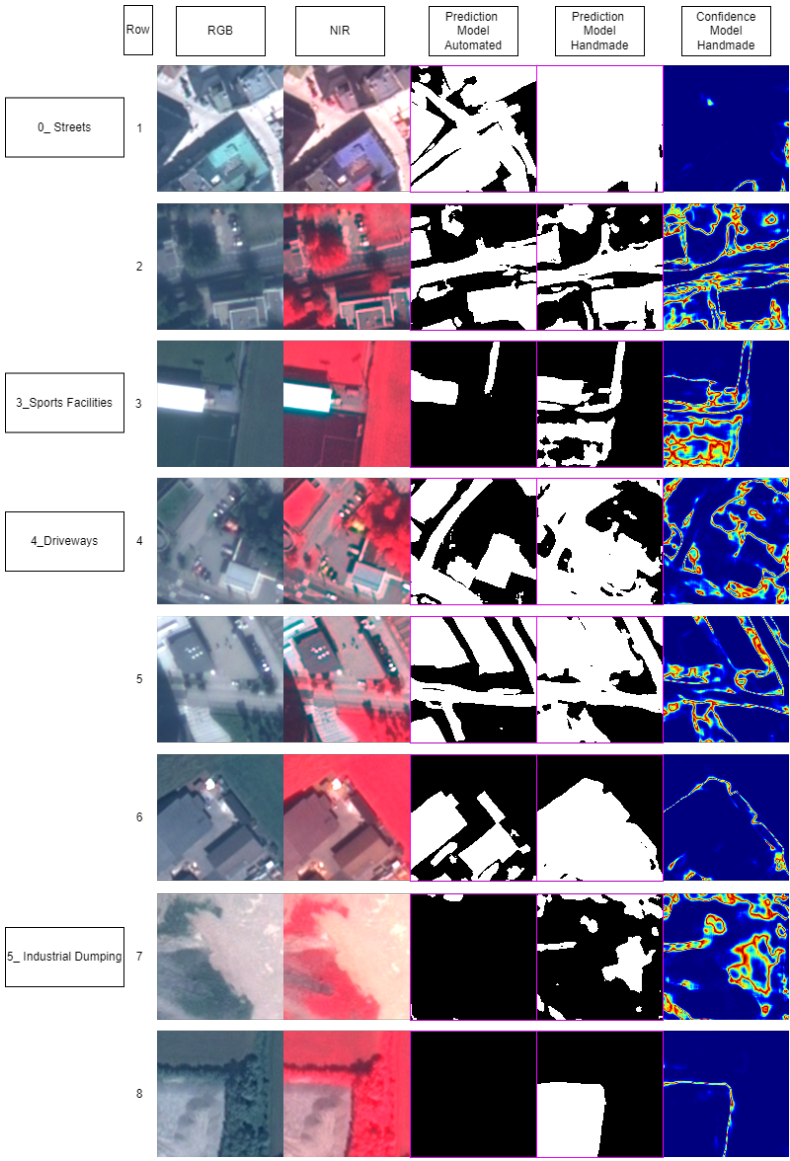 Row
RGB
NIR
Prediction
Model
Automated
Prediction
Model
Handmade
Confidence
Model
Handmade
0_ Streets
1
2
3_Sports Facilities
3
4_Driveways
4
5
6
5_ Industrial Dumping
7
8